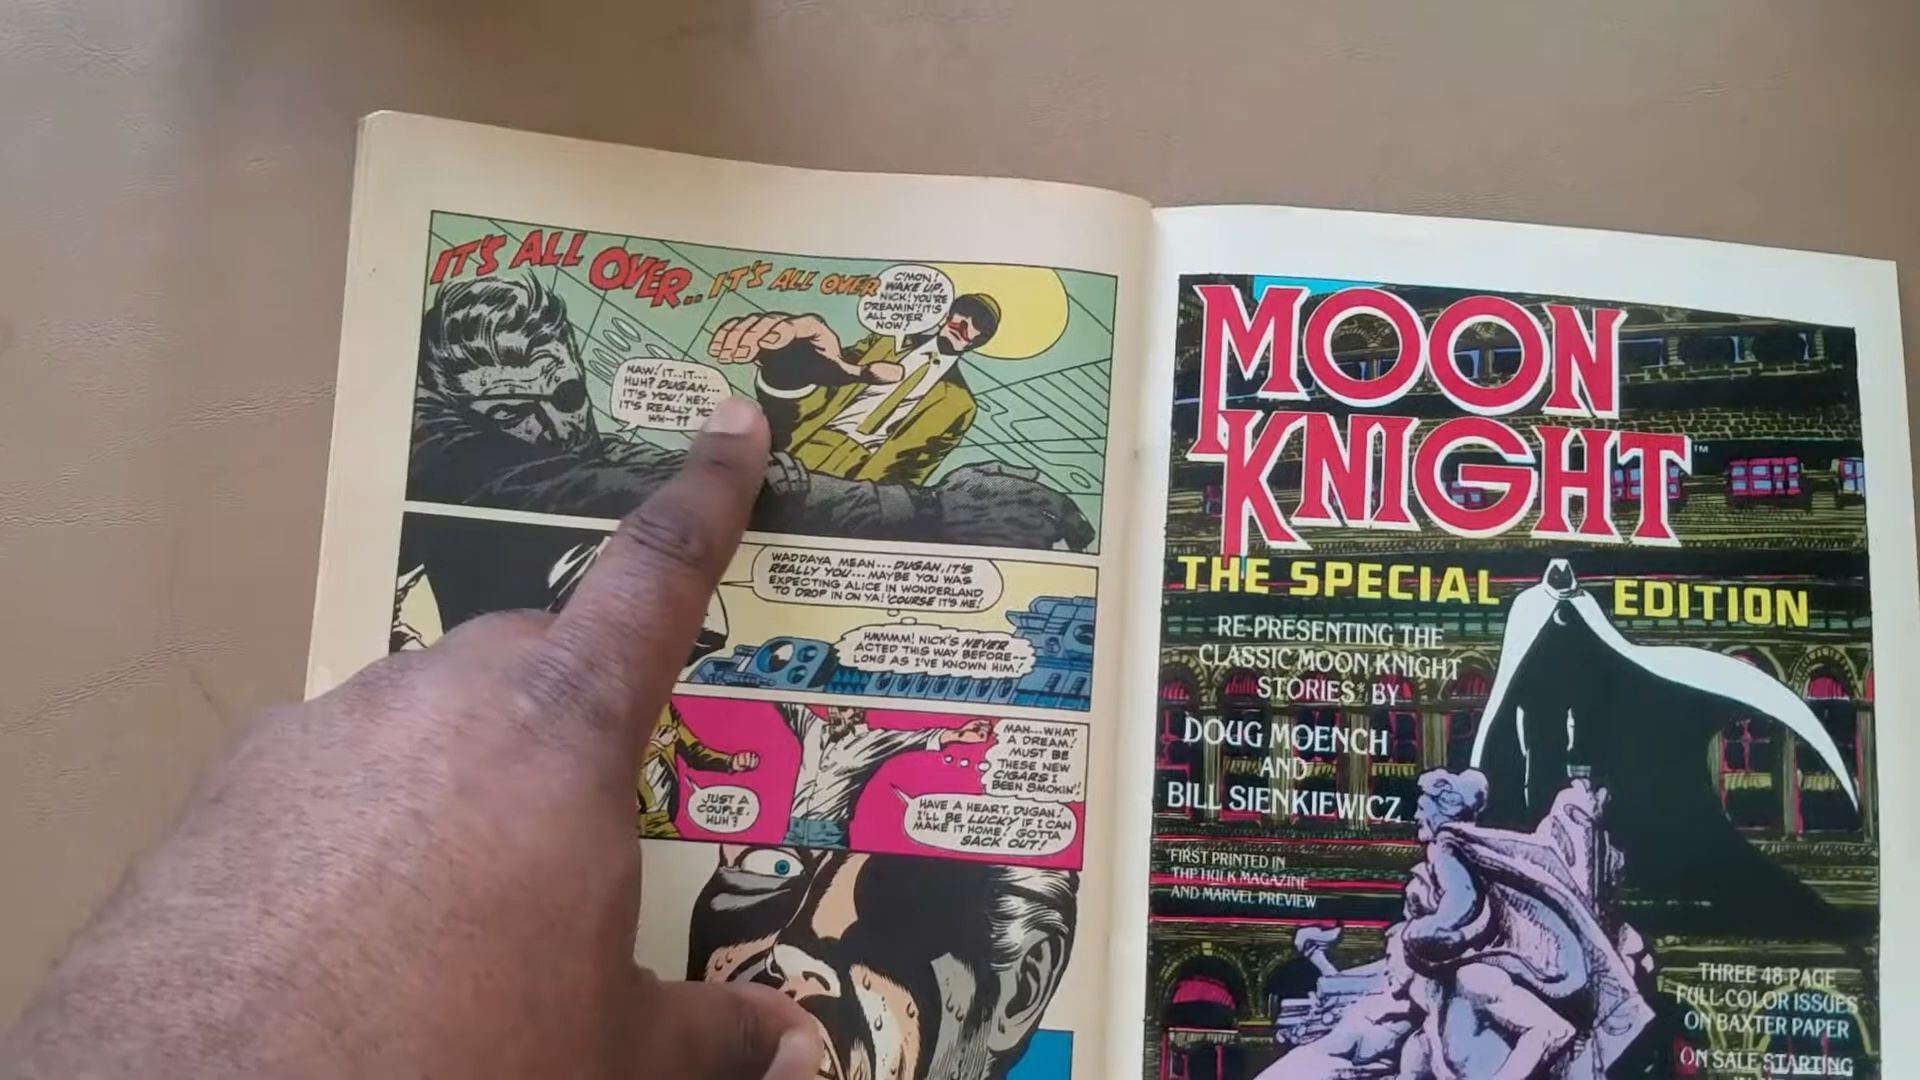 IT'S ALL OVER.. IT'S ALL OVER
C'MON!
WAKE UP,
NICK! YOU'RE
DREAMIN'! IT'S
ALL OVER
NOW!
NAW! IT..IT---
HUH? DUGAN---
IT'S YOU! HEY--
IT'S REALLY
WH--??
WADDAYA MEAN---DUGAN, IT'S
REALLY YOU---MAYBE YOU WAS
EXPECTING ALICE IN WONDERLAND
TO DROP IN ON YA! 'COURSE IT'S ME!
HMMMM! NICK'S NEVER
ACTED THIS WAY BEFORE--
LONG AS I'VE KNOWN HIM!
JUST A
COUPLE,
HUH?
MAN---WHAT
A DREAM!
MUST BE
THESE NEW
CIGARS I
BEEN SMOKIN'!
HAVE A HEART, DUGAN!
I'LL BE LUCKY IF I CAN
MAKE IT HOME! GOTTA
SACK OUT!
MOON
KNIGHT™
THE SPECIAL EDITION
RE-PRESENTING THE
CLASSIC MOON KNIGHT
STORIES* BY
DOUG MOENCH
AND
BILL SIENKIEWICZ
*FIRST PRINTED IN
THE HULK MAGAZINE
AND MARVEL PREVIEW
THREE 48-PAGE
FULL-COLOR ISSUES
ON BAXTER PAPER
ON SALE STARTING